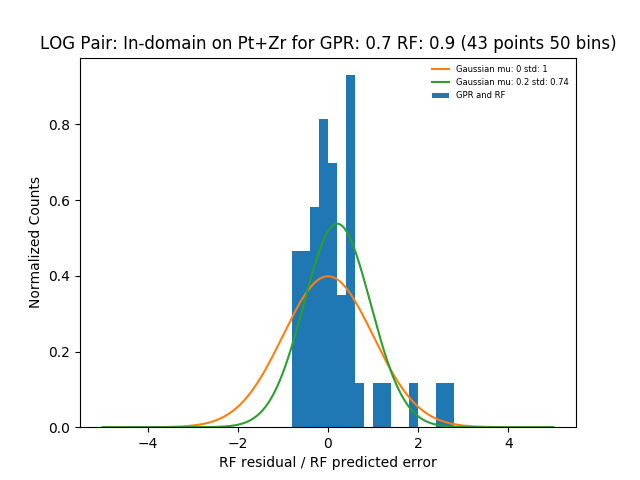 LOG Pair: In-domain on Pt+Zr for GPR: 0.7 RF: 0.9 (43 points 50 bins)
Gaussian mu: 0 std: 1
Gaussian mu: 0.2 std: 0.74
GPR and RF
Normalized Counts
0.8
0.6
0.4
0.2
0.0
−4 −2 0 2 4
RF residual / RF predicted error